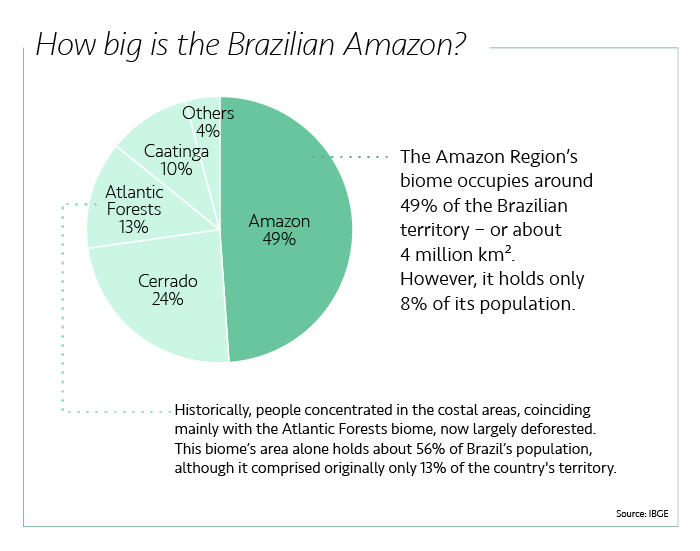 How big is the Brazilian Amazon?
Others
4%
Caatinga
10%
Atlantic
Forests
13%
Amazon
49%
Cerrado
24%
The Amazon Region’s
biome occupies around
49% of the Brazilian
territory – or about
4 million km².
However, it holds only
8% of its population.
Historically, people concentrated in the costal areas, coinciding
mainly with the Atlantic Forests biome, now largely deforested.
This biome’s area alone holds about 56% of Brazil’s population,
although it comprised originally only 13% of the country's territory.
Source: IBGE